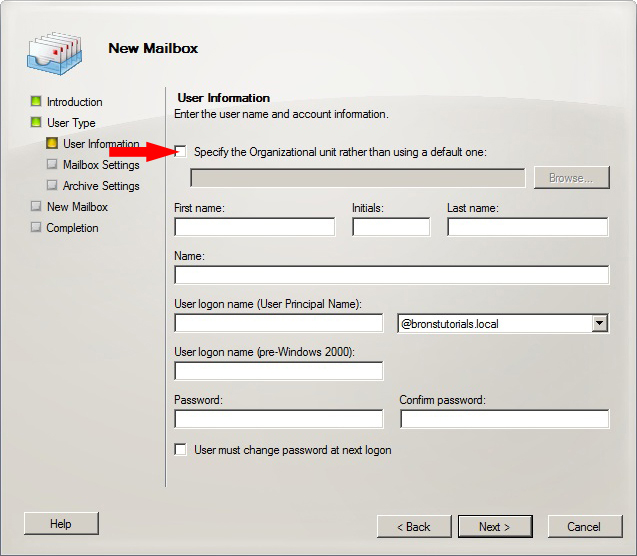 New Mailbox
Introduction
User Type
User Information
Mailbox Settings
Archive Settings
New Mailbox
Completion
User Information
Enter the user name and account information.
Specify the Organizational unit rather than using a default one:
Browse...
First name: Initials: Last name:
Name:
User logon name (User Principal Name):
@bronstutorials.local
User logon name (pre-Windows 2000):
Password: Confirm password:
User must change password at next logon
Help < Back Next > Cancel